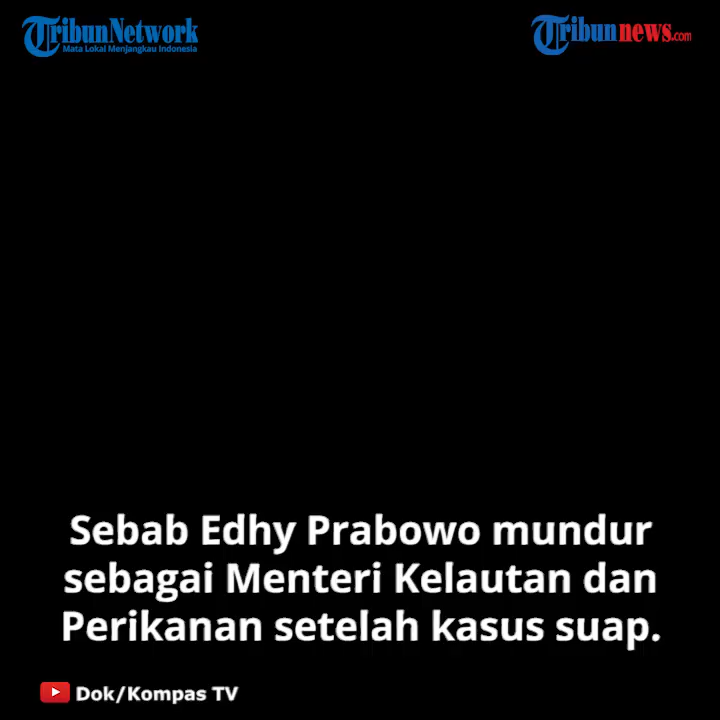 TribunNetwork
Mata Lokal Menjangkau Indonesia
Tribunnews.com
Sebab Edhy Prabowo mundur
sebagai Menteri Kelautan dan
Perikanan setelah kasus suap.
Dok/Kompas TV